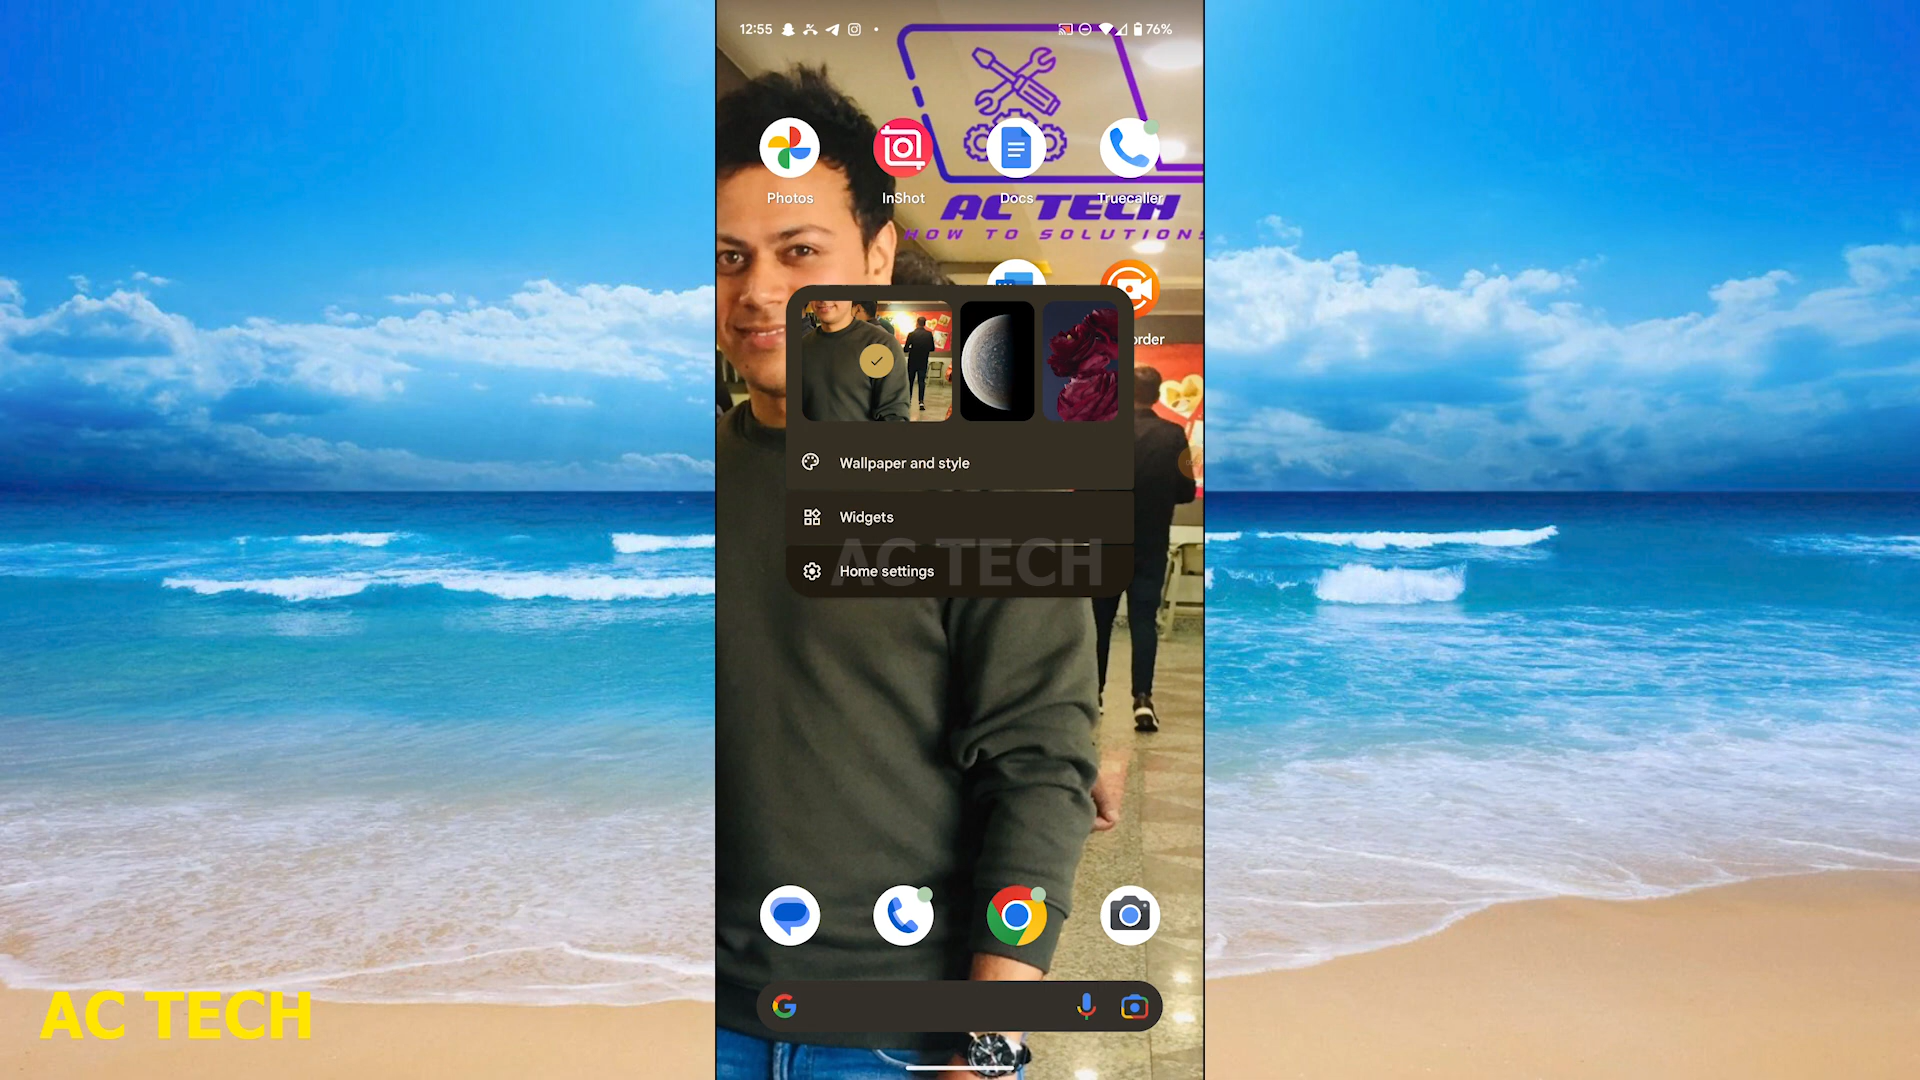 12:55
76%
AC TECH
HOW TO SOLUTIONS
Photos
InShot
Docs
Truecaller
order
Wallpaper and style
Widgets
AC TECH
Home settings
AC TECH